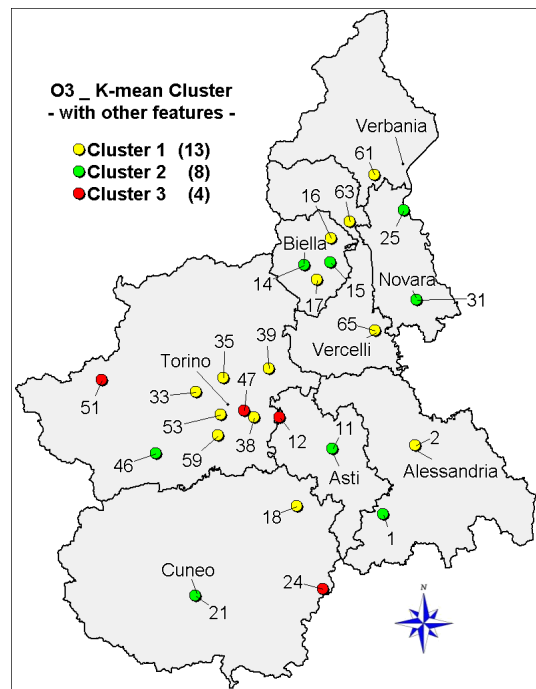 O3 _ K-mean Cluster
- with other features -
Cluster 1 (13)
Cluster 2 (8)
Cluster 3 (4)
Verbania
61
16
63
Biella
25
14
15
17
Novara
31
65
Vercelli
39
35
Torino
47
33
51
53
59
38
12
11
2
46
Asti
Alessandria
18
1
Cuneo
24
21
N